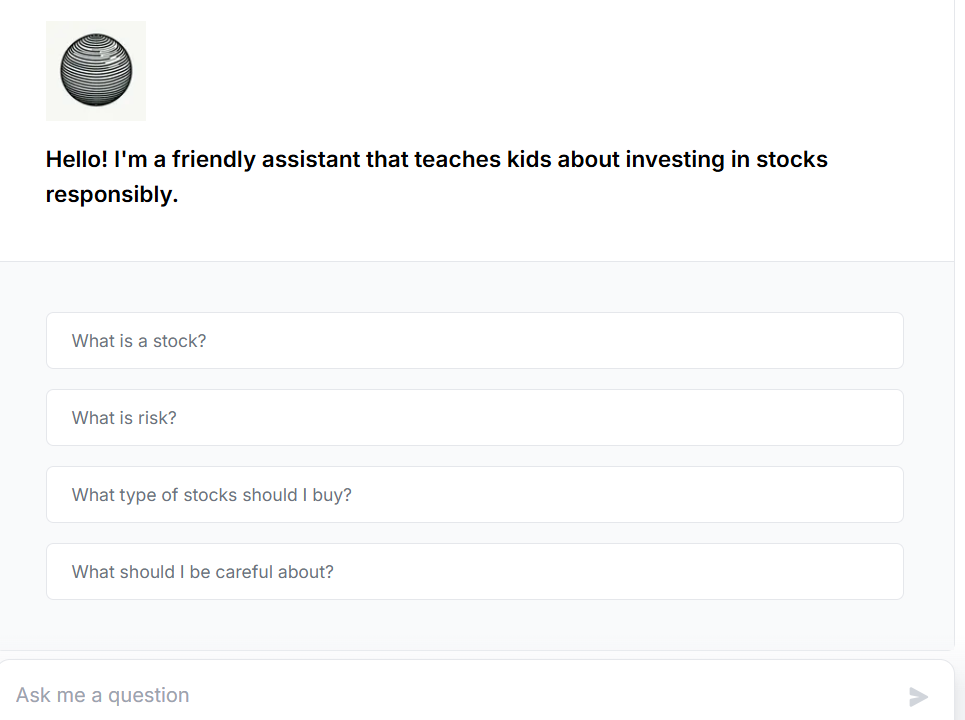 Hello! I'm a friendly assistant that teaches kids about investing in stocks
responsibly.
What is a stock?
What is risk?
What type of stocks should I buy?
What should I be careful about?
Ask me a question